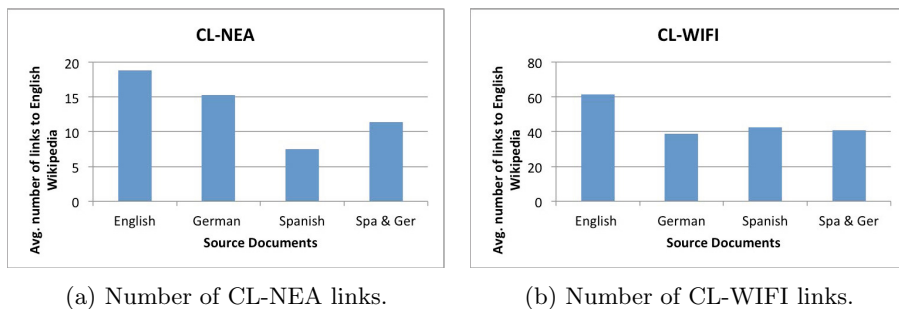 CL-NEA
Avg. number of links to English
Wikipedia
20
15
10
5
0
English German Spanish Spa & Ger
Source Documents
(a) Number of CL-NEA links.
CL-WIFI
Avg. number of links to English
Wikipedia
80
60
40
20
0
English German Spanish Spa & Ger
Source Documents
(b) Number of CL-WIFI links.